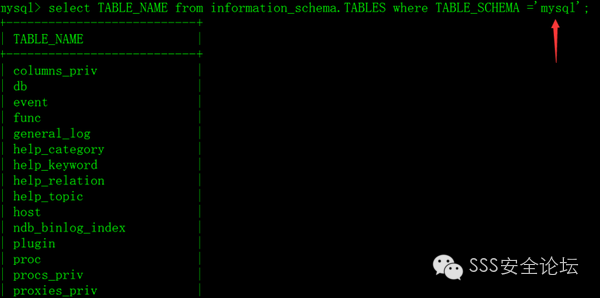 mysql> select TABLE_NAME from information_schema.TABLES where TABLE_SCHEMA ='mysql';
+----------------------------+
| TABLE_NAME |
+----------------------------+
| columns_priv |
| db |
| event |
| func |
| general_log |
| help_category |
| help_keyword |
| help_relation |
| help_topic |
| host |
| ndb_binlog_index |
| plugin |
| proc |
| procs_priv |
| proxies_priv |
SSS安全论坛